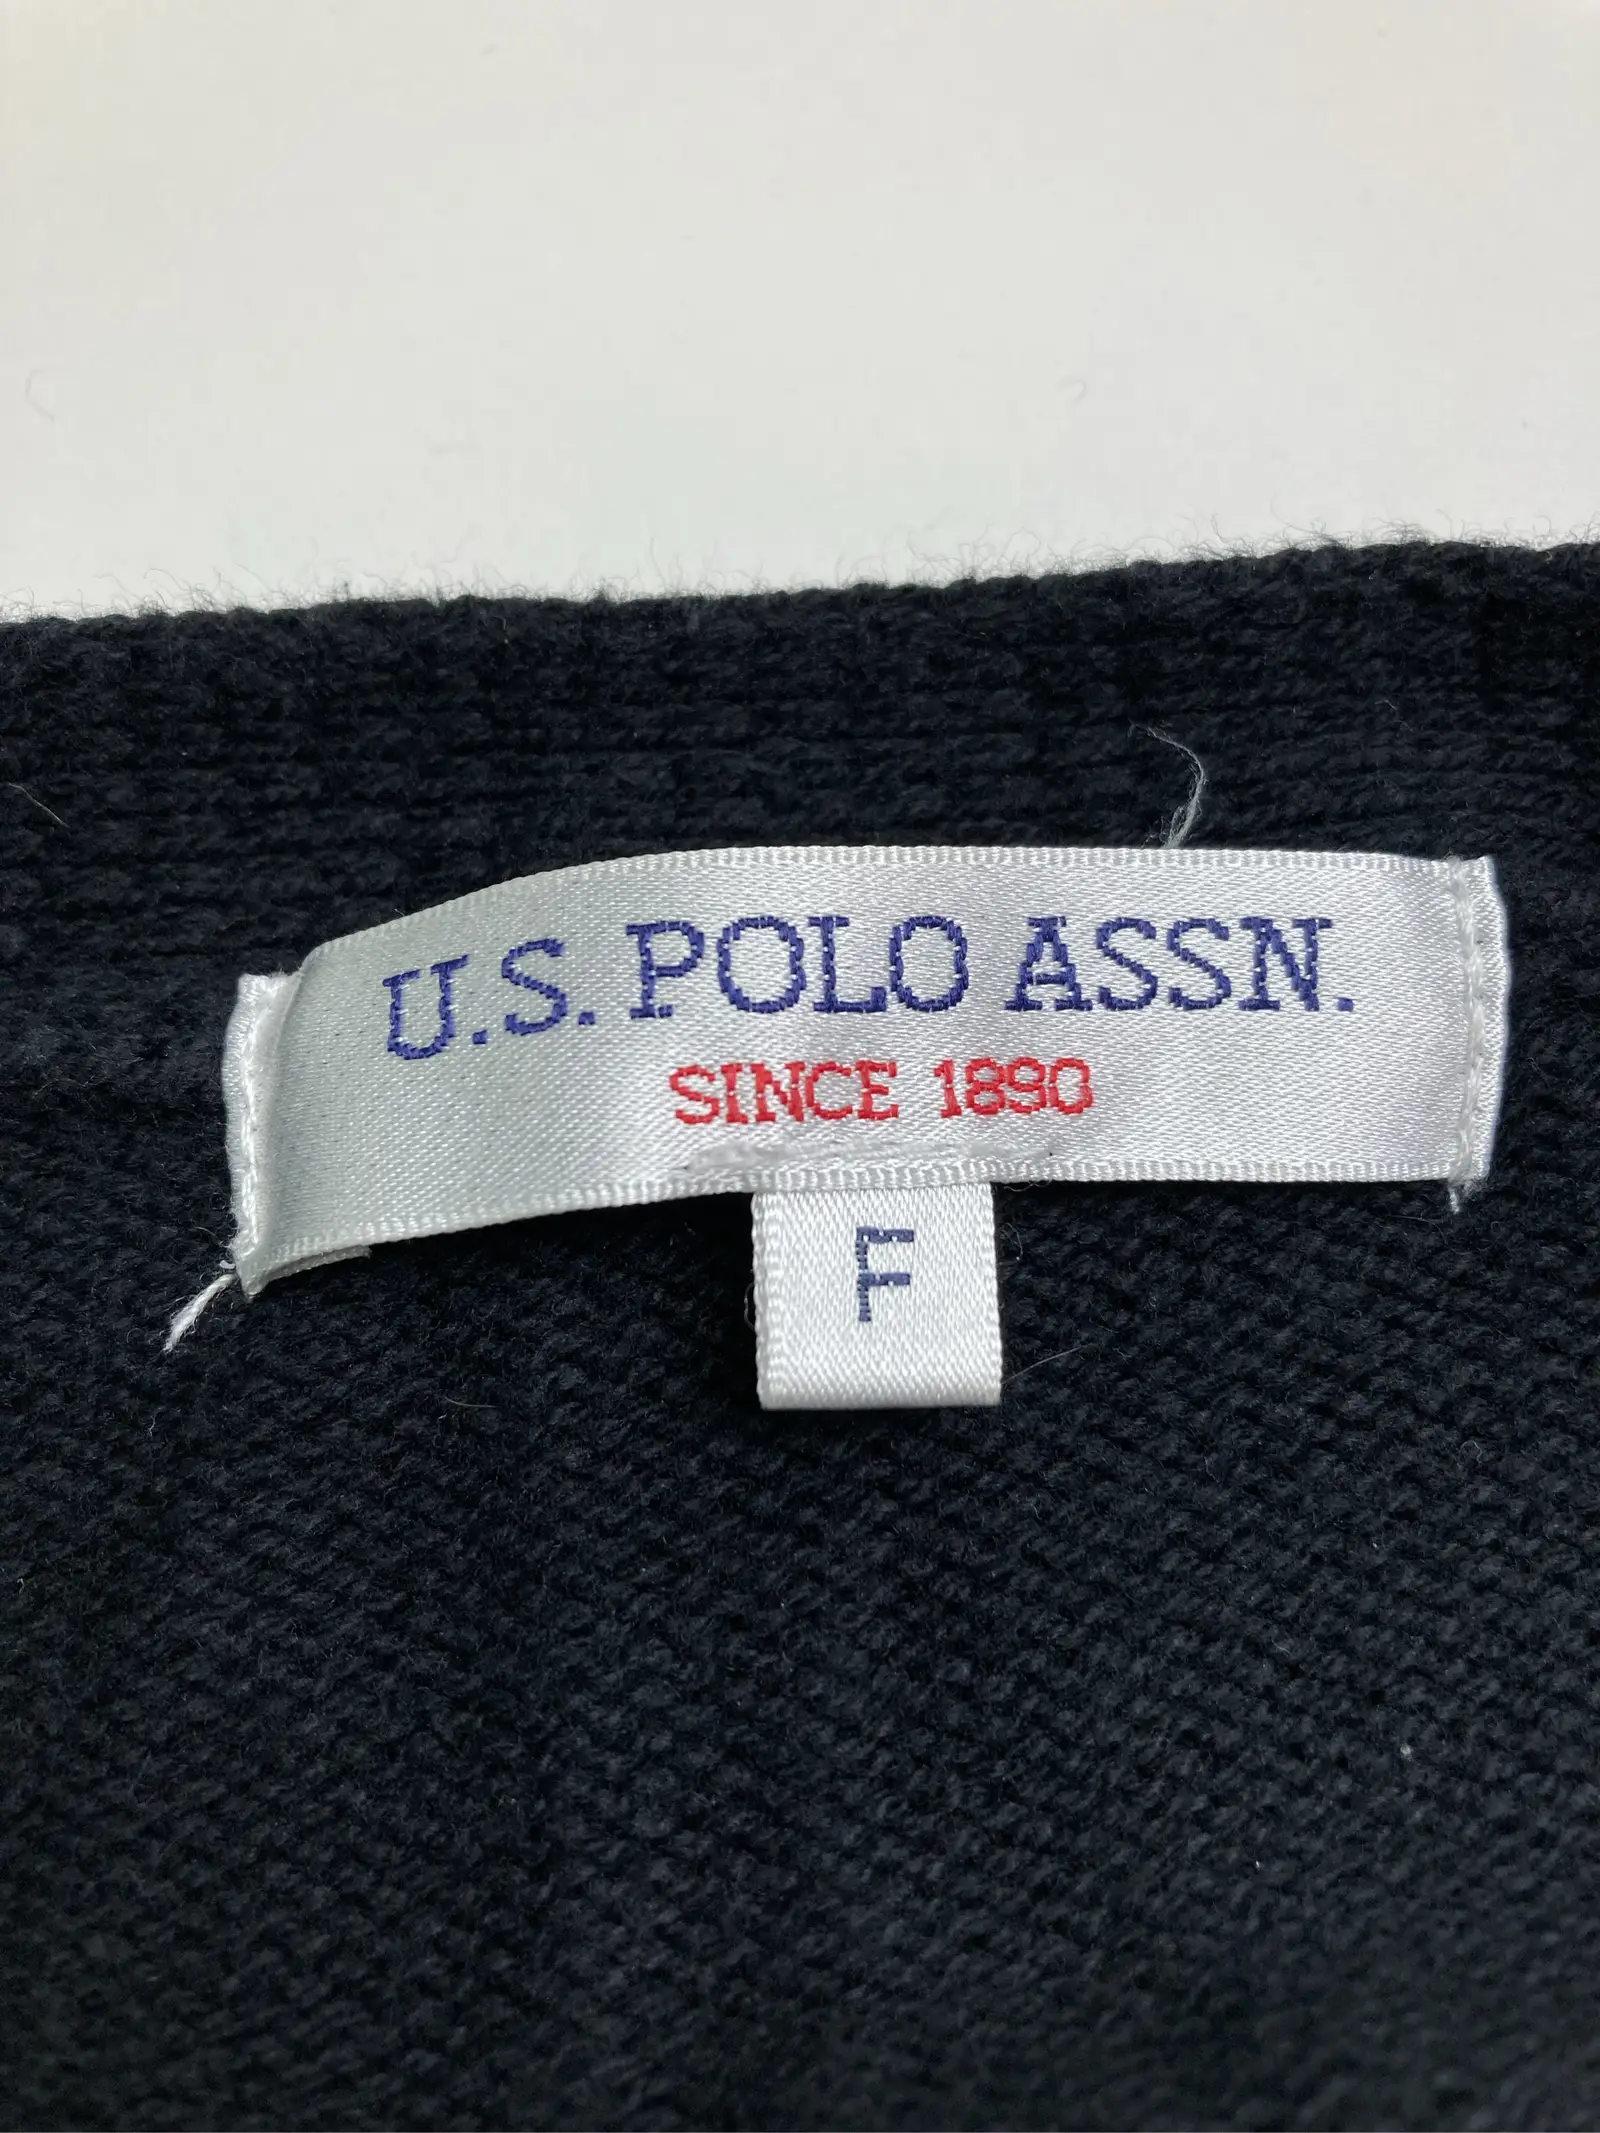 U.S. POLO ASSN.
SINCE 1890
F